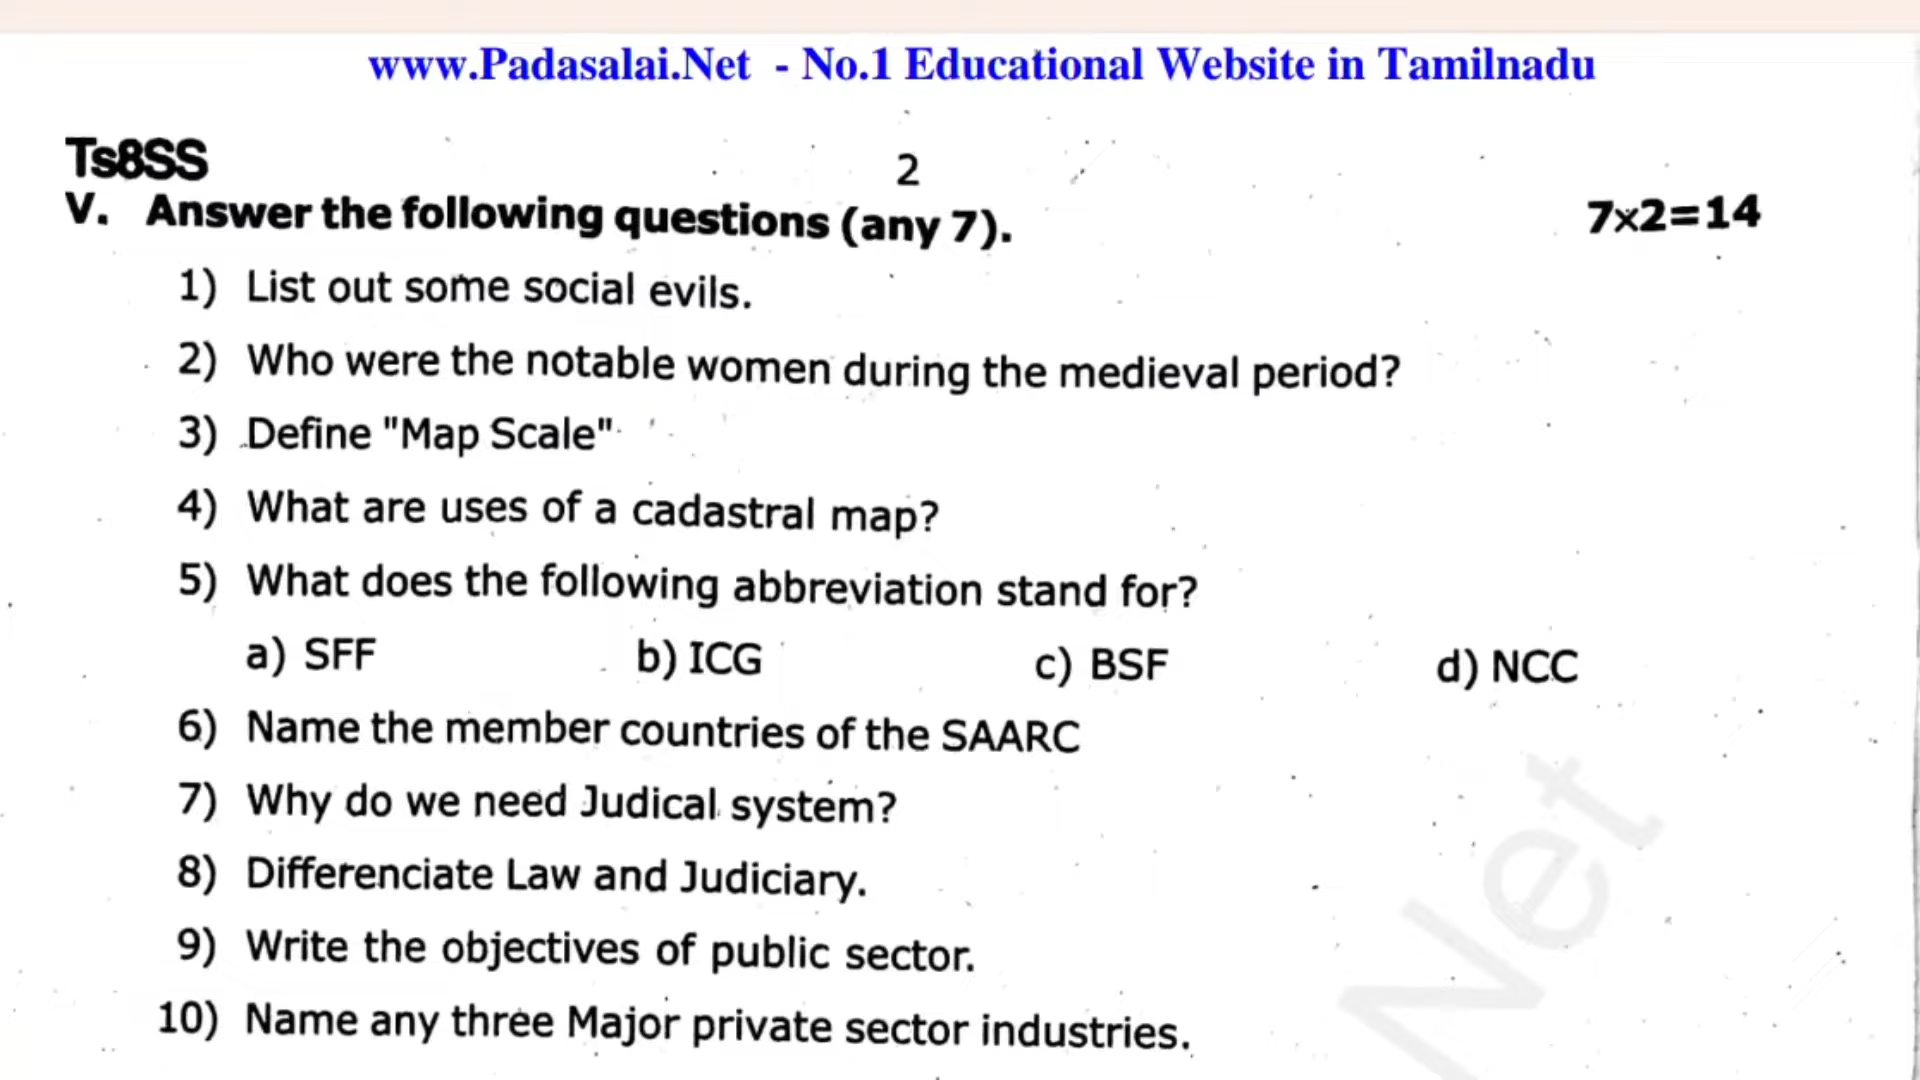 www.Padasalai.Net - No.1 Educational Website in Tamilnadu
Ts8SS
2
V. Answer the following questions (any 7). 7x2=14
1) List out some social evils.
2) Who were the notable women during the medieval period?
3) Define "Map Scale"
4) What are uses of a cadastral map?
5) What does the following abbreviation stand for?
a) SFF b) ICG c) BSF d) NCC
6) Name the member countries of the SAARC
7) Why do we need Judical system?
8) Differenciate Law and Judiciary.
9) Write the objectives of public sector.
10) Name any three Major private sector industries.
Net